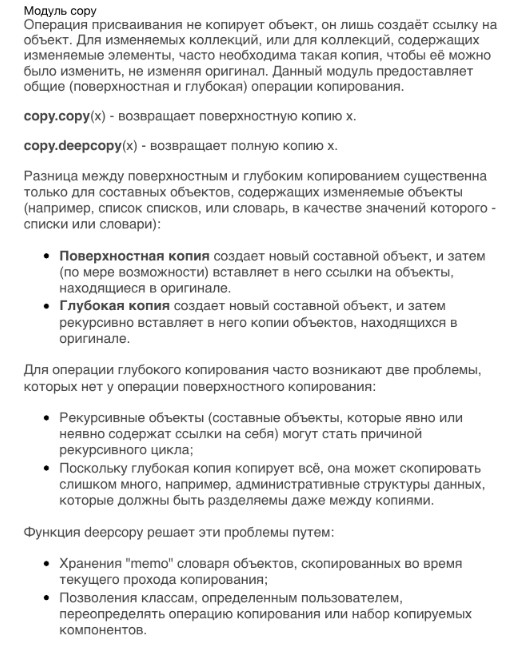 Модуль copy
Операция присваивания не копирует объект, он лишь создаёт ссылку на
объект. Для изменяемых коллекций, или для коллекций, содержащих
изменяемые элементы, часто необходима такая копия, чтобы её можно
было изменить, не изменяя оригинал. Данный модуль предоставляет
общие (поверхностная и глубокая) операции копирования.
copy.copy(x) - возвращает поверхностную копию x.
copy.deepcopy(x) - возвращает полную копию x.
Разница между поверхностным и глубоким копированием существенна
только для составных объектов, содержащих изменяемые объекты
(например, список списков, или словарь, в качестве значений которого -
списки или словари):
• Поверхностная копия создает новый составной объект, и затем
(по мере возможности) вставляет в него ссылки на объекты,
находящиеся в оригинале.
• Глубокая копия создает новый составной объект, и затем
рекурсивно вставляет в него копии объектов, находящихся в
оригинале.
Для операции глубокого копирования часто возникают две проблемы,
которых нет у операции поверхностного копирования:
• Рекурсивные объекты (составные объекты, которые явно или
неявно содержат ссылки на себя) могут стать причиной
рекурсивного цикла;
• Поскольку глубокая копия копирует всё, она может скопировать
слишком много, например, административные структуры данных,
которые должны быть разделяемы даже между копиями.
Функция deepcopy решает эти проблемы путем:
• Хранения "memo" словаря объектов, скопированных во время
текущего прохода копирования;
• Позволения классам, определенным пользователем,
переопределять операцию копирования или набор копируемых
компонентов.